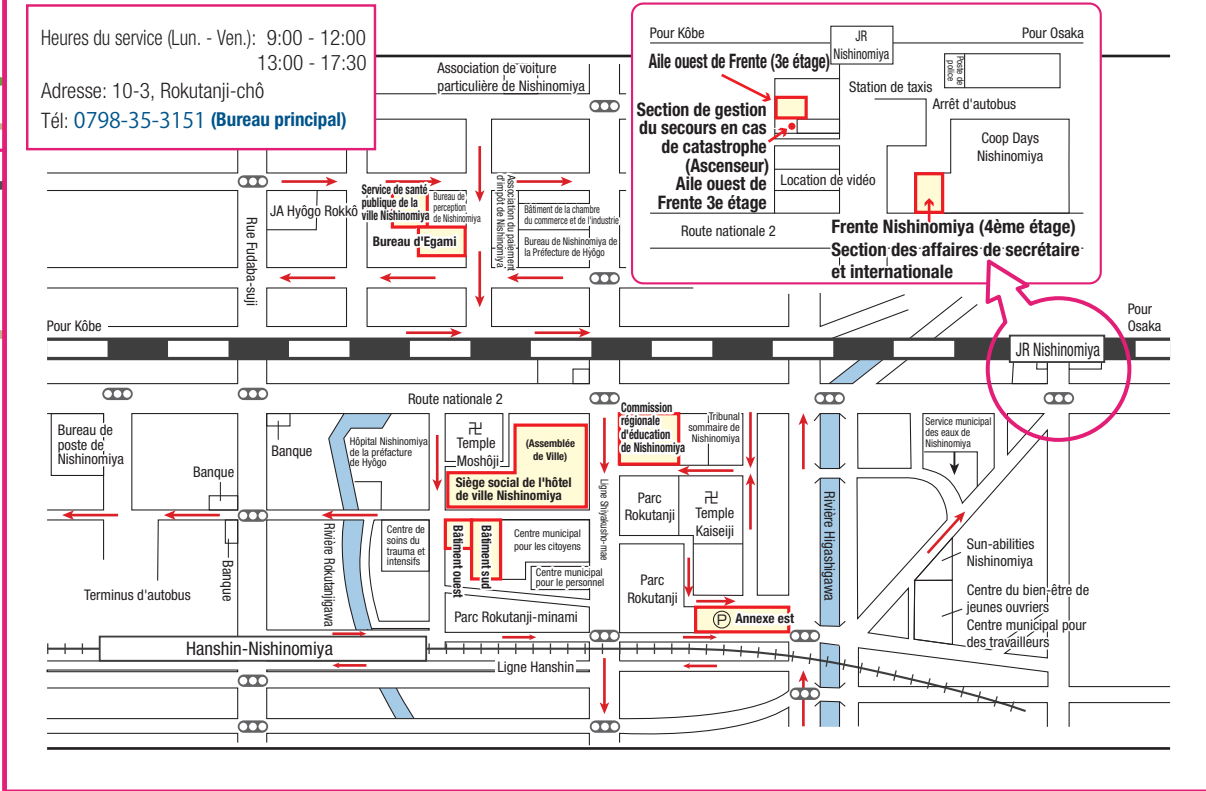 Heures du service (Lun. - Ven.): 9:00 - 12:00
13:00 - 17:30
Adresse: 10-3, Rokutanji-chô
Tél: 0798-35-3151 (Bureau principal)
Association de voiture
particulière de Nishinomiya
Pour Kôbe
JR
Nishinomiya
Pour Osaka
Aile ouest de Frente (3e étage)
Poste de
police
Station de taxis
Arrêt d'autobus
Section de gestion
du secours en cas
de catastrophe
(Ascenseur)
Aile ouest de
Frente 3e étage
Coop Days
Nishinomiya
Location de vidéo
Route nationale 2
Frente Nishinomiya (4ème étage)
Section des affaires de secrétaire
et internationale
Rue Fudaba-suji
JA Hyôgo Rokkô
Service de santé
publique de la
ville Nishinomiya
Bureau de
perception
de Nishinomiya
Bureau d'Egami
Association du paiement
d'impôt de Nishinomiya
Bâtiment de la chambre
du commerce et de l'industrie
Bureau de Nishinomiya de
la Préfecture de Hyôgo
Pour Kôbe
Pour
Osaka
JR Nishinomiya
Route nationale 2
Bureau de
poste de
Nishinomiya
Banque
Banque
Banque
Terminus d'autobus
Hôpital Nishinomiya
de la préfacture
de Hyôgo
Rivière Rokutanjigawa
Centre de
soins du
trauma et
intensifs
卍
Temple
Moshôji
(Assemblée
de Ville)
Siège social de l'hôtel
de ville Nishinomiya
Bâtiment ouest
Bâtiment sud
Centre municipal
pour les citoyens
Centre municipal
pour le personnel
Parc Rokutanji-minami
Ligne Shiyakusho-mae
Commission
régionale
d'éducation
de Nishinomiya
Tribunal
sommaire de
Nishinomiya
Parc
Rokutanji
卍
Temple
Kaiseiji
Parc
Rokutanji
P Annexe est
Rivière Higashigawa
Service municipal
des eaux de
Nishinomiya
Sun-abilities
Nishinomiya
Centre du bien-être de
jeunes ouvriers
Centre municipal pour
des travailleurs
Hanshin-Nishinomiya
Ligne Hanshin